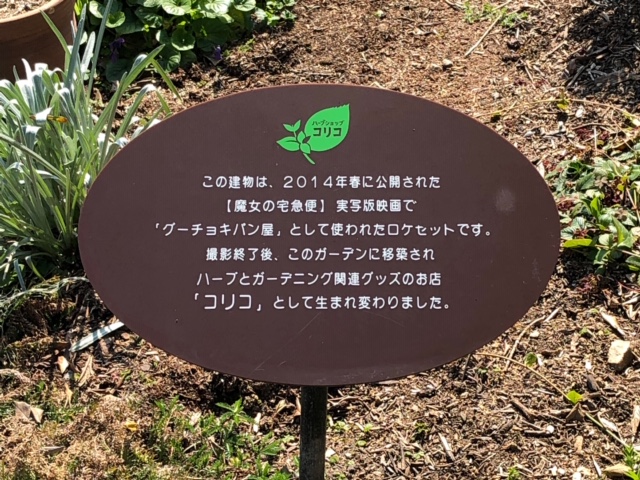 ハーブショップ
コリコ
この建物は、2014年春に公開された
【魔女の宅急便】 実写版映画で
「グーチョキパン屋」として使われたロケセットです。
撮影終了後、このガーデンに移築され
ハーブとガーデニング関連グッズのお店
「コリコ」として生まれ変わりました。